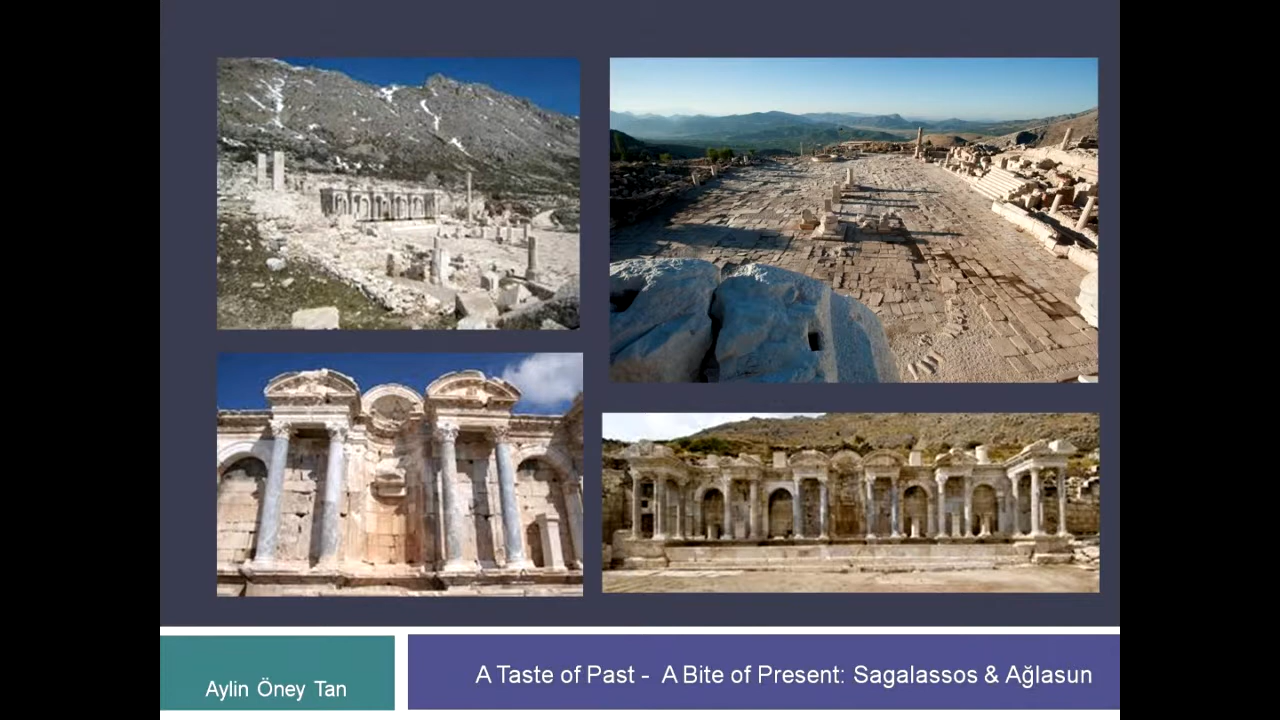 Aylin Öney Tan
A Taste of Past - A Bite of Present: Sagalassos & Ağlasun